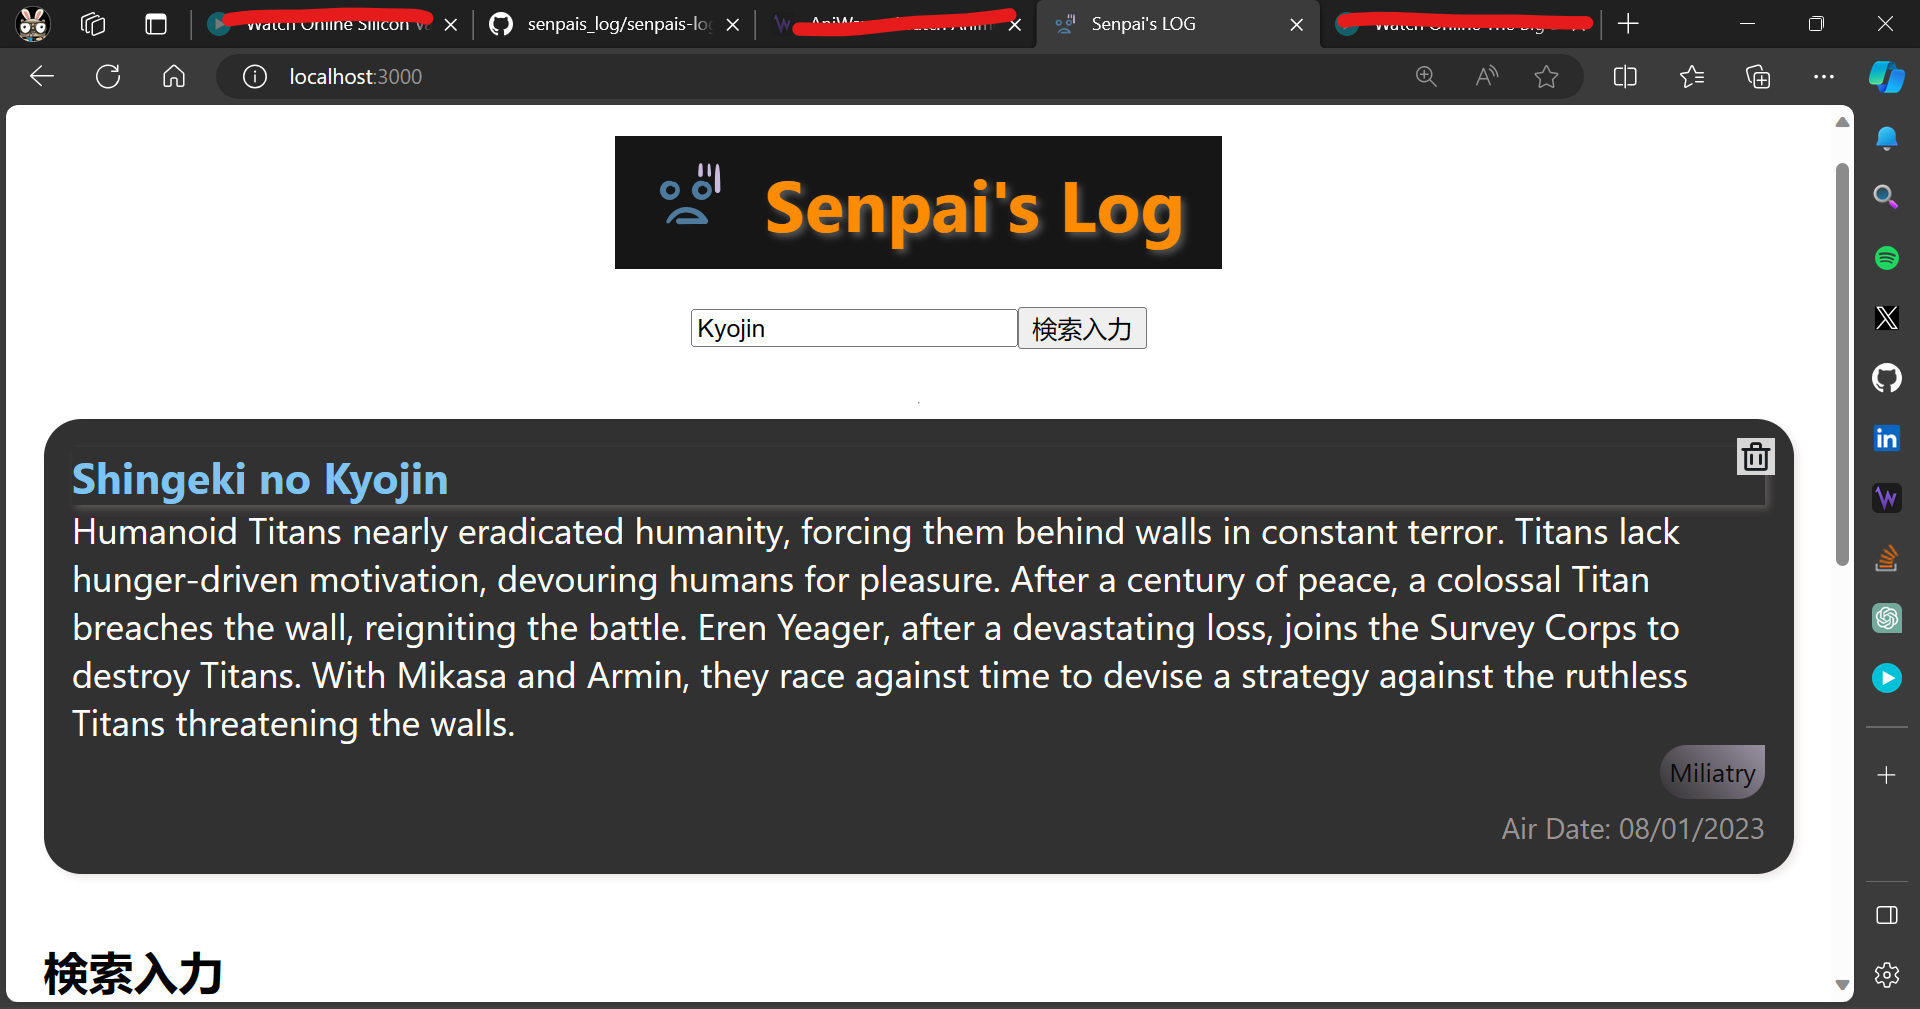 senpais_log/senpais-log
Senpai's LOG
localhost:3000
Senpai's Log
Kyojin
検索入力
Shingeki no Kyojin
Humanoid Titans nearly eradicated humanity, forcing them behind walls in constant terror. Titans lack
hunger-driven motivation, devouring humans for pleasure. After a century of peace, a colossal Titan
breaches the wall, reigniting the battle. Eren Yeager, after a devastating loss, joins the Survey Corps to
destroy Titans. With Mikasa and Armin, they race against time to devise a strategy against the ruthless
Titans threatening the walls.
Miliatry
Air Date: 08/01/2023
検索入力